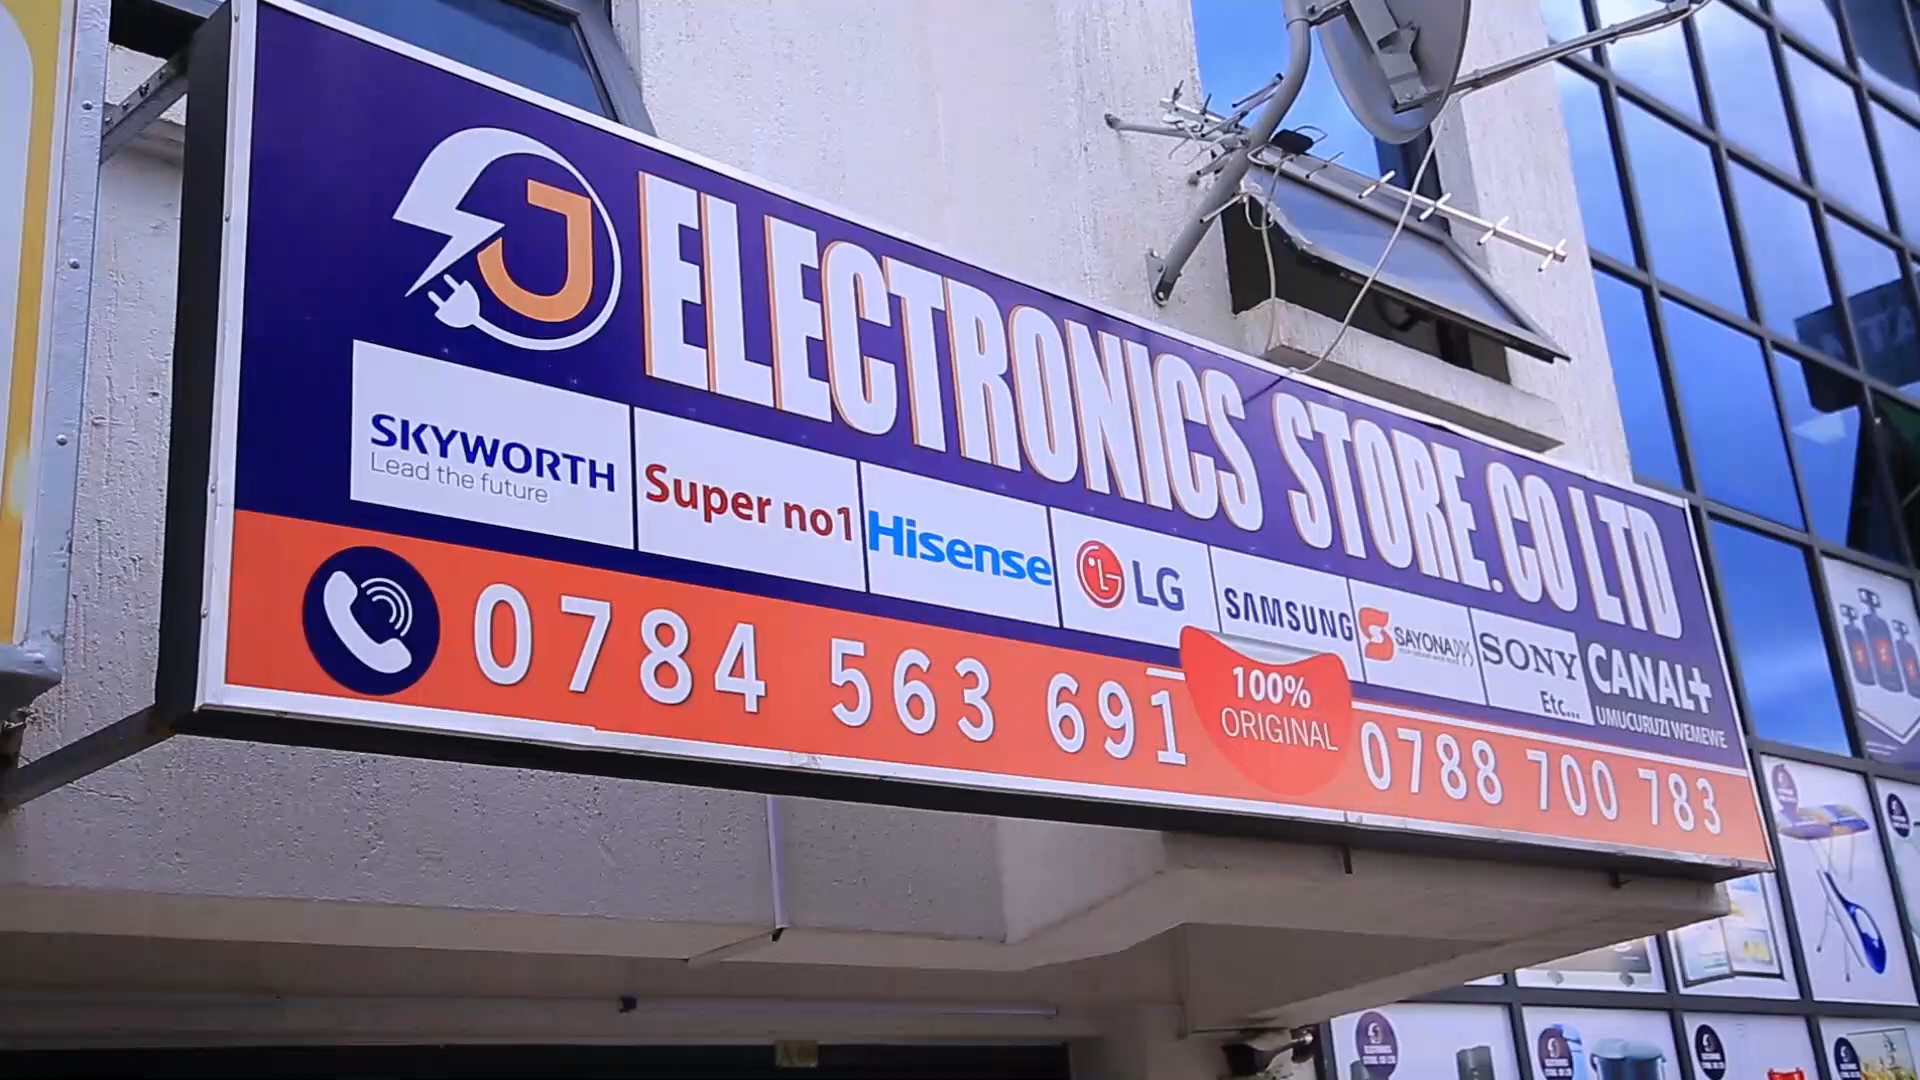 J ELECTRONICS STORE.CO LTD
SKYWORTH
Lead the future
Super no1
Hisense
LG
SAMSUNG
SAYONA
SONY
Etc...
CANAL+
UMUCURUZI WEMEWE
0784 563 691
100%
ORIGINAL
0788 700 783